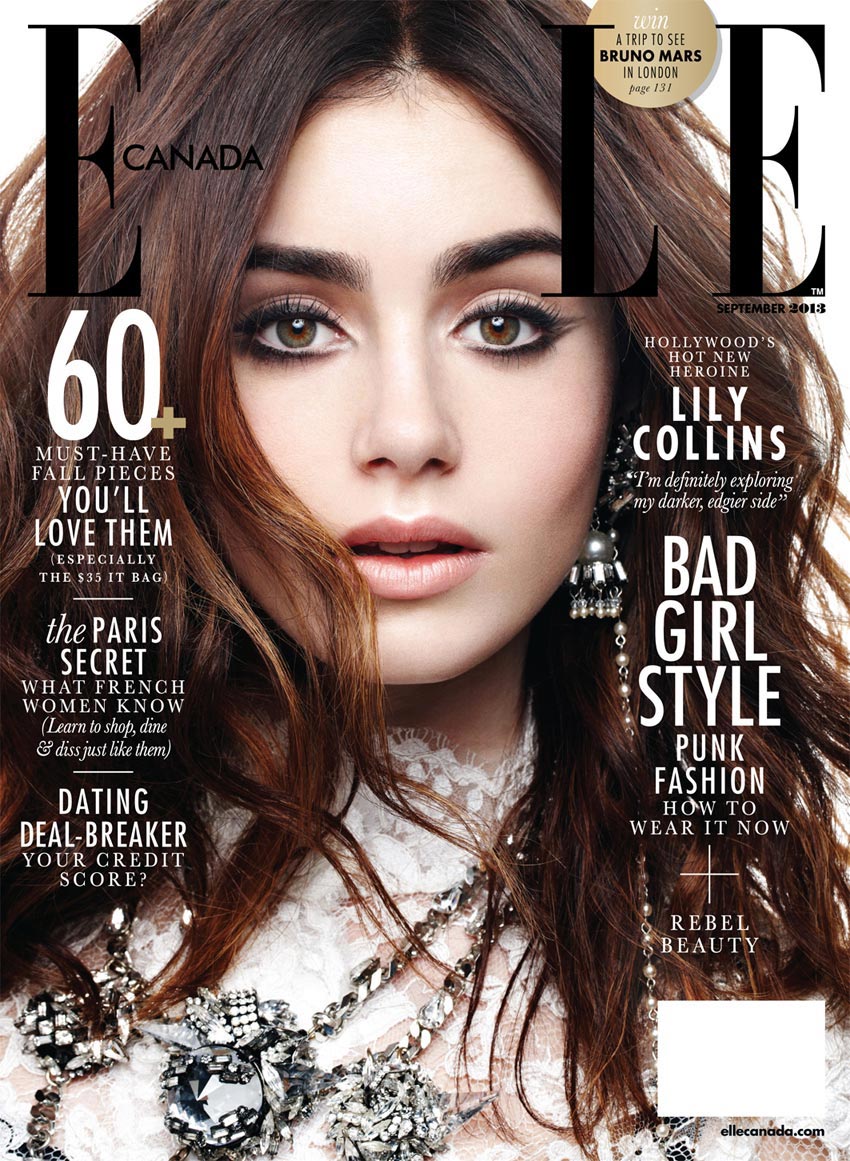 ELLE
CANADA
win
A TRIP TO SEE
BRUNO MARS
IN LONDON
page 131
TM
SEPTEMBER 2013
60+
MUST-HAVE
FALL PIECES
YOU'LL
LOVE THEM
(ESPECIALLY
THE $35 IT BAG)
the PARIS
SECRET
WHAT FRENCH
WOMEN KNOW
(Learn to shop, dine
& diss just like them)
DATING
DEAL-BREAKER
YOUR CREDIT
SCORE?
HOLLYWOOD'S
HOT NEW
HEROINE
LILY
COLLINS
“I'm definitely exploring
my darker, edgier side”
BAD
GIRL
STYLE
PUNK
FASHION
HOW TO
WEAR IT NOW
+
REBEL
BEAUTY
ellecanada.com